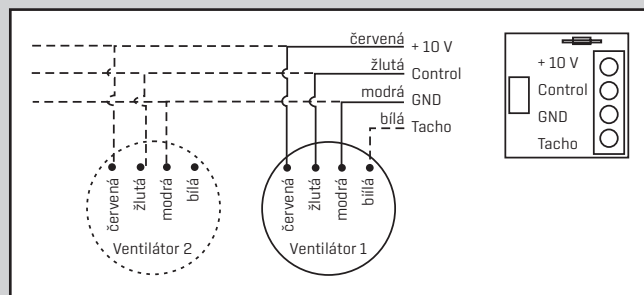 červená + 10 V
žlutá Control
modrá GND
bílá Tacho
+ 10 V
Control
GND
Tacho
červená
žlutá
modrá
bílá
Ventilátor 2
červená
žlutá
modrá
biílá
Ventilátor 1